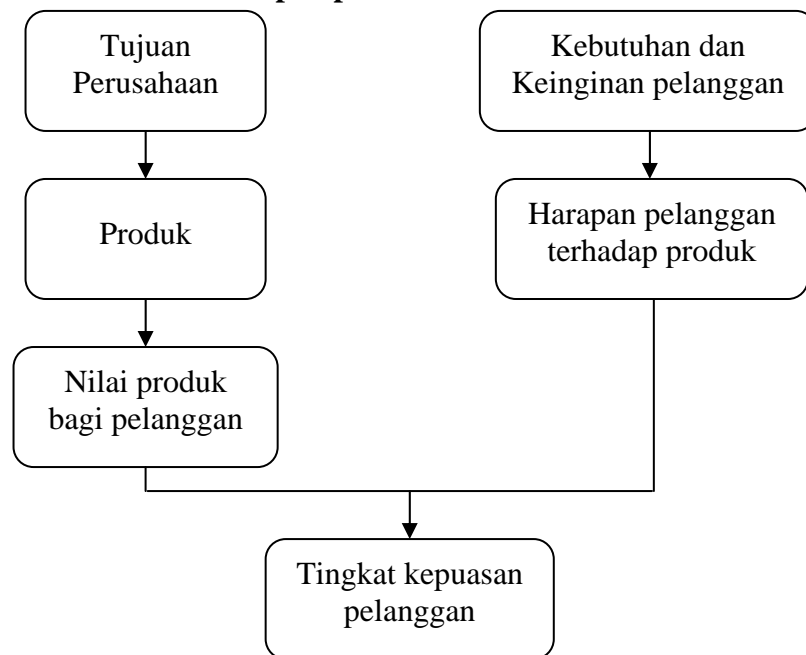 Tujuan
Perusahaan
Kebutuhan dan
Keinginan pelanggan
Produk
Harapan pelanggan
terhadap produk
Nilai produk
bagi pelanggan
Tingkat kepuasan
pelanggan